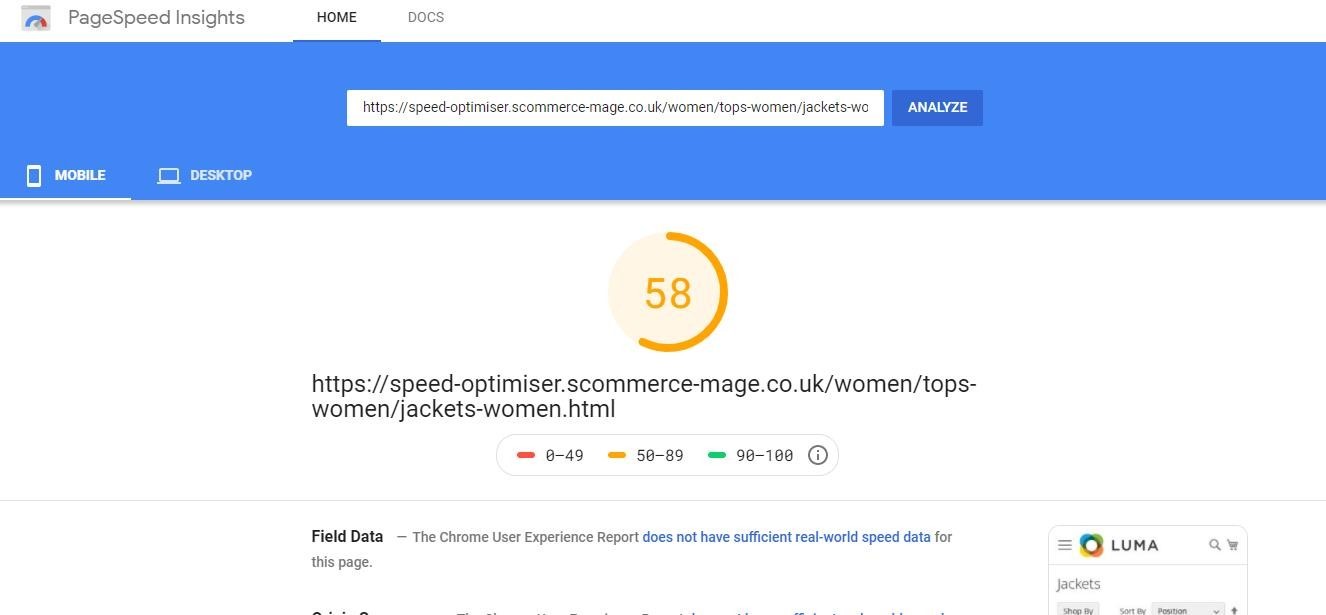 PageSpeed Insights
HOME
DOCS
https://speed-optimiser.scommerce-mage.co.uk/women/tops-women/jackets-wo
ANALYZE
MOBILE
DESKTOP
58
https://speed-optimiser.scommerce-mage.co.uk/women/tops-
women/jackets-women.html
0–49
50–89
90–100
Field Data — The Chrome User Experience Report does not have sufficient real-world speed data for
this page.
LUMA
Jackets
Shop By
Sort By
Position